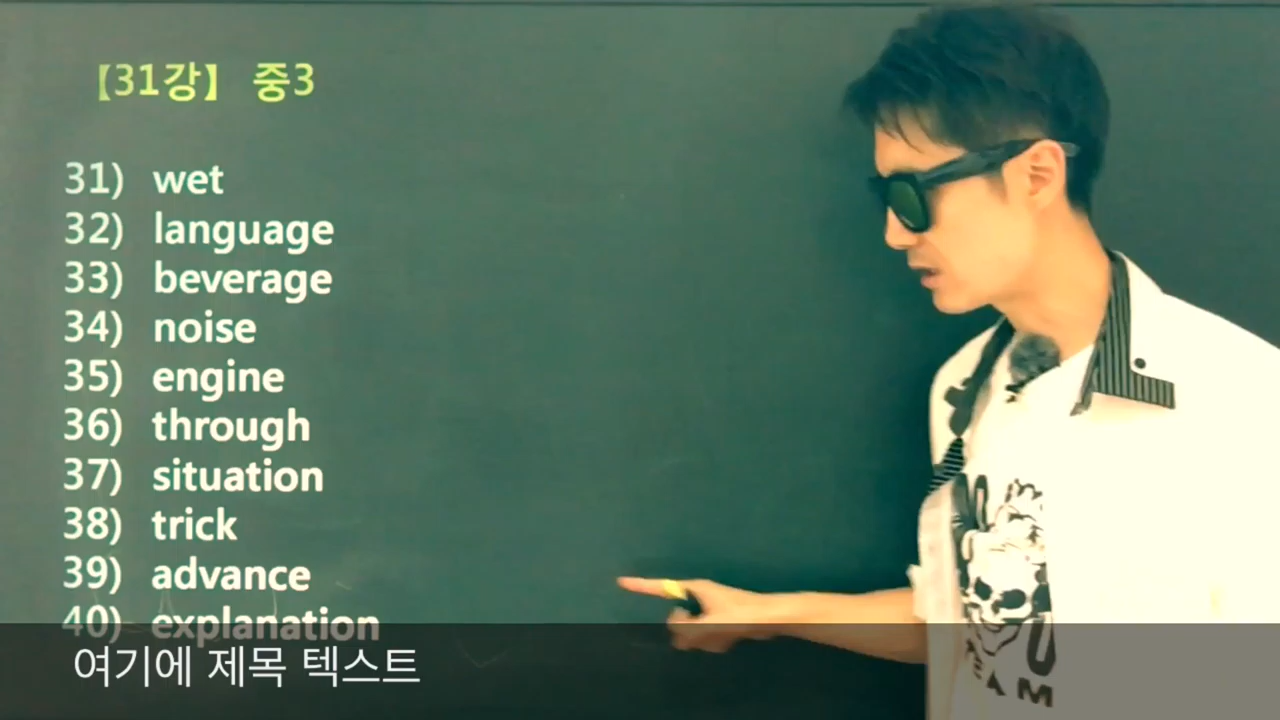 【31강】 중3
31) wet
32) language
33) beverage
34) noise
35) engine
36) through
37) situation
38) trick
39) advance
40) explanation
여기에 제목 텍스트
U
EAM